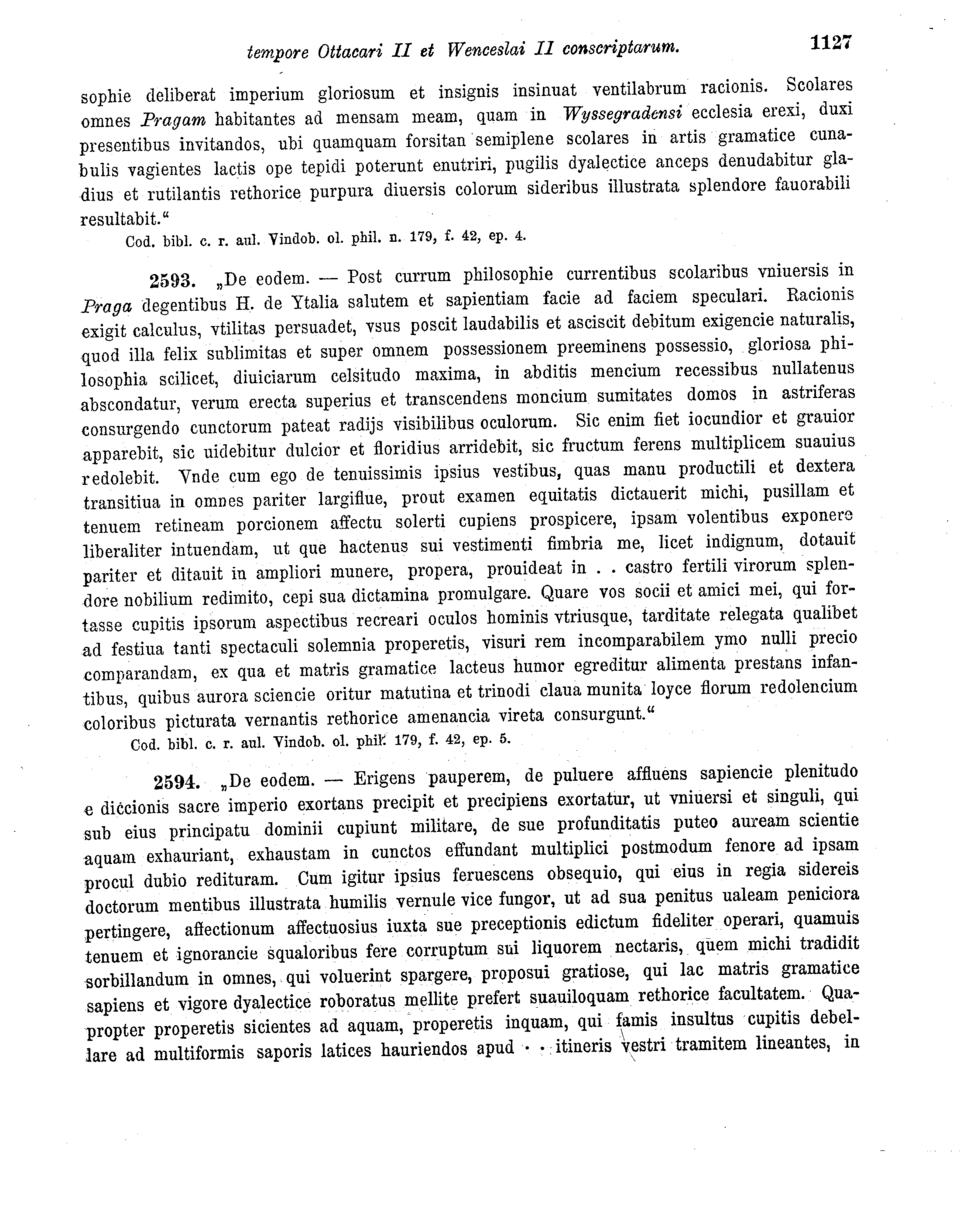 tempore Ottacari II et Wenceslai II conscriptarum. 1127
sophie deliberat imperium gloriosum et insignis insinuat ventilabrum racionis. Scolares
omnes Pragam habitantes ad mensam meam, quam in Wyssegradensi ecclesia erexi, duxi
presentibus invitandos, ubi quamquam forsitan semiplene scolares in artis gramatice cuna-
bulis vagientes lactis ope tepidi poterunt enutriri, pugilis dyalectice anceps denudabitur gla-
dius et rutilantis rethorice purpura diuersis colorum sideribus illustrata splendore fauorabili
resultabit.“
Cod. bibl. c. r. aul. Vindob. ol. phil. n. 179, f. 42, ep. 4.
2593. „De eodem. — Post currum philosophie currentibus scolaribus vniuersis in
Praga degentibus H. de Ytalia salutem et sapientiam facie ad faciem speculari. Racionis
exigit calculus, vtilitas persuadet, vsus poscit laudabilis et asciscit debitum exigencie naturalis,
quod illa felix sublimitas et super omnem possessionem preeminens possessio, gloriosa phi-
losophia scilicet, diuiciarum celsitudo maxima, in abditis mencium recessibus nullatenus
abscondatur, verum erecta superius et transcendens moncium sumitates domos in astriferas
consurgendo cunctorum pateat radijs visibilibus oculorum. Sic enim fiet iocundior et grauior
apparebit, sic uidebitur dulcior et floridius arridebit, sic fructum ferens multiplicem suauius
redolebit. Vnde cum ego de tenuissimis ipsius vestibus, quas manu productili et dextera
transitiua in omnes pariter largiflue, prout examen equitatis dictauerit michi, pusillam et
tenuem retineam porcionem affectu solerti cupiens prospicere, ipsam volentibus exponere
liberaliter intuendam, ut que hactenus sui vestimenti fimbria me, licet indignum, dotauit
pariter et ditauit in ampliori munere, propera, prouideat in . . castro fertili virorum splen-
dore nobilium redimito, cepi sua dictamina promulgare. Quare vos socii et amici mei, qui for-
tasse cupitis ipsorum aspectibus recreari oculos hominis vtriusque, tarditate relegata qualibet
ad festiua tanti spectaculi solemnia properetis, visuri rem incomparabilem ymo nulli precio
comparandam, ex qua et matris gramatice lacteus humor egreditur alimenta prestans infan-
tibus, quibus aurora sciencie oritur matutina et trinodi claua munita loyce florum redolencium
coloribus picturata vernantis rethorice amenancia vireta consurgunt.“
Cod. bibl. c. r. aul. Vindob. ol. phil. 179, f. 42, ep. 5.
2594. „De eodem. — Erigens pauperem, de puluere affluens sapiencie plenitudo
e diccionis sacre imperio exortans precipit et precipiens exortatur, ut vniuersi et singuli, qui
sub eius principatu dominii cupiunt militare, de sue profunditatis puteo auream scientie
aquam exhauriant, exhaustam in cunctos effundant multiplici postmodum fenore ad ipsam
procul dubio redituram. Cum igitur ipsius feruescens obsequio, qui eius in regia sidereis
doctorum mentibus illustrata humilis vernule vice fungor, ut ad sua penitus ualeam peniciora
pertingere, affectionum affectuosius iuxta sue preceptionis edictum fideliter operari, quamuis
tenuem et ignorancie squaloribus fere corruptum sui liquorem nectaris, quem michi tradidit
sorbillandum in omnes, qui voluerint spargere, proposui gratiose, qui lac matris gramatice
sapiens et vigore dyalectice roboratus mellite prefert suauiloquam rethorice facultatem. Qua-
propter properetis sicientes ad aquam, properetis inquam, qui famis insultus cupitis debel-
lare ad multiformis saporis latices hauriendos apud . . itineris vestri tramitem lineantes, in